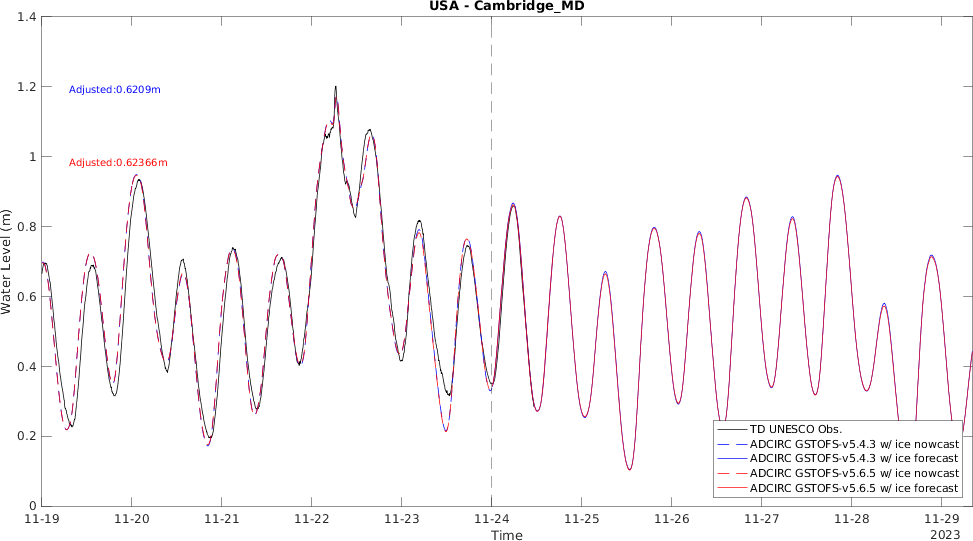 USA - Cambridge_MD
Water Level (m)
1.4
1.2
1
0.8
0.6
0.4
0.2
0
Adjusted:0.6209m
Adjusted:0.62366m
TD UNESCO Obs.
ADCIRC GSTOFS-v5.4.3 w/ ice nowcast
ADCIRC GSTOFS-v5.4.3 w/ ice forecast
ADCIRC GSTOFS-v5.6.5 w/ ice nowcast
ADCIRC GSTOFS-v5.6.5 w/ ice forecast
11-19 11-20 11-21 11-22 11-23 11-24 11-25 11-26 11-27 11-28 11-29
Time
2023